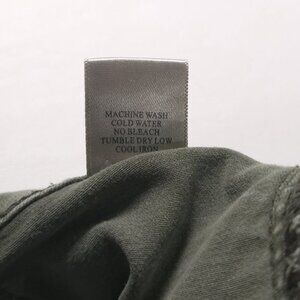 MACHINE WASH
COLD WATER
NO BLEACH
TUMBLE DRY LOW
COOL IRON